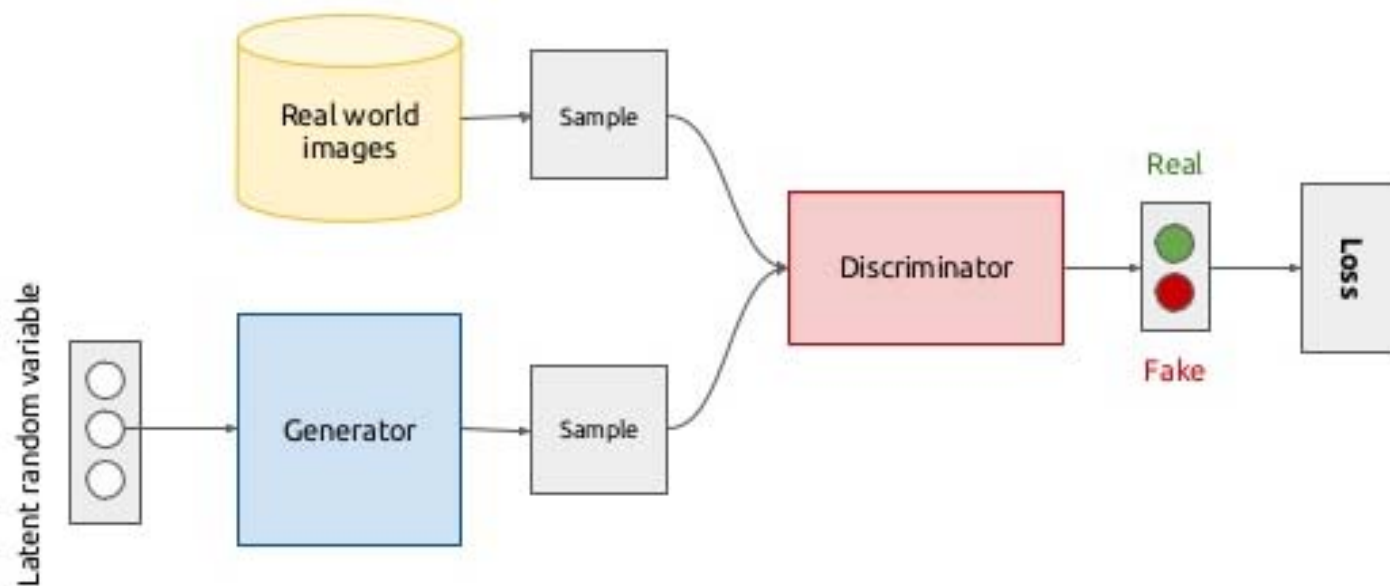 Real world
images
Sample
Real
Discriminator
Loss
Fake
Latent random variable
Generator
Sample